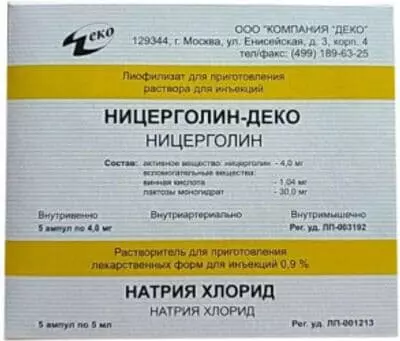 Деко
ООО "КОМПАНИЯ "ДЕКО"
129344, г. Москва, ул. Енисейская, д. 3, корп. 4
тел/факс: (499) 189-63-25
Лиофилизат для приготовления
раствора для инъекций
НИЦЕРГОЛИН-ДЕКО
НИЦЕРГОЛИН
Состав: активное вещество: ницерголин - 4,0 мг
вспомогательные вещества:
винная кислота - 1,04 мг
лактозы моногидрат - 30,0 мг
Внутривенно Внутриартериально Внутримышечно
5 ампул по 4,0 мг Рег. уд. ЛП-003192
Растворитель для приготовления
лекарственных форм для инъекций 0,9 %
НАТРИЯ ХЛОРИД
НАТРИЯ ХЛОРИД
5 ампул по 5 мл Рег. уд. ЛП-001213